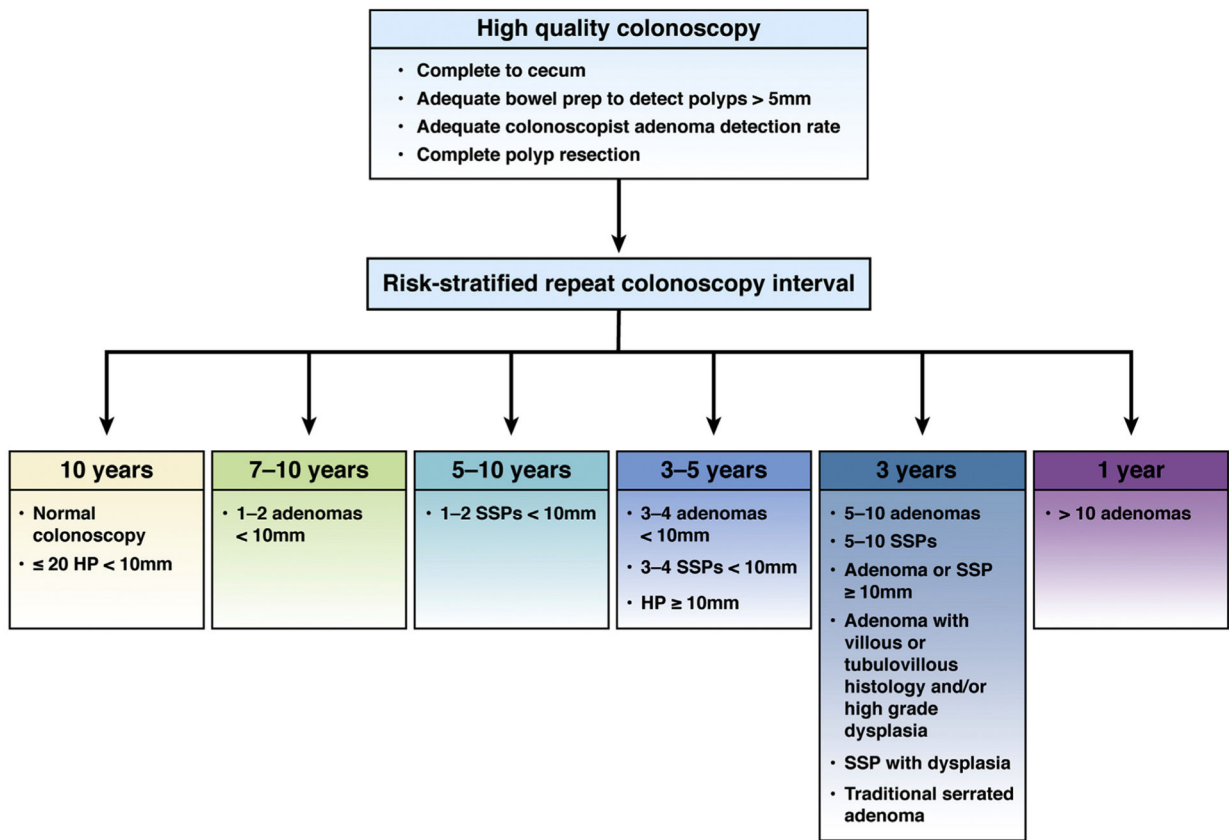 High quality colonoscopy
• Complete to cecum
• Adequate bowel prep to detect polyps > 5mm
• Adequate colonoscopist adenoma detection rate
• Complete polyp resection
Risk-stratified repeat colonoscopy interval
10 years
• Normal
colonoscopy
• ≤ 20 HP < 10mm
7–10 years
• 1–2 adenomas
< 10mm
5–10 years
• 1–2 SSPs < 10mm
3–5 years
• 3–4 adenomas
< 10mm
• 3–4 SSPs < 10mm
• HP ≥ 10mm
3 years
• 5–10 adenomas
• 5–10 SSPs
• Adenoma or SSP
≥ 10mm
• Adenoma with
villous or
tubulovillous
histology and/or
high grade
dysplasia
• SSP with dysplasia
• Traditional serrated
adenoma
1 year
• > 10 adenomas